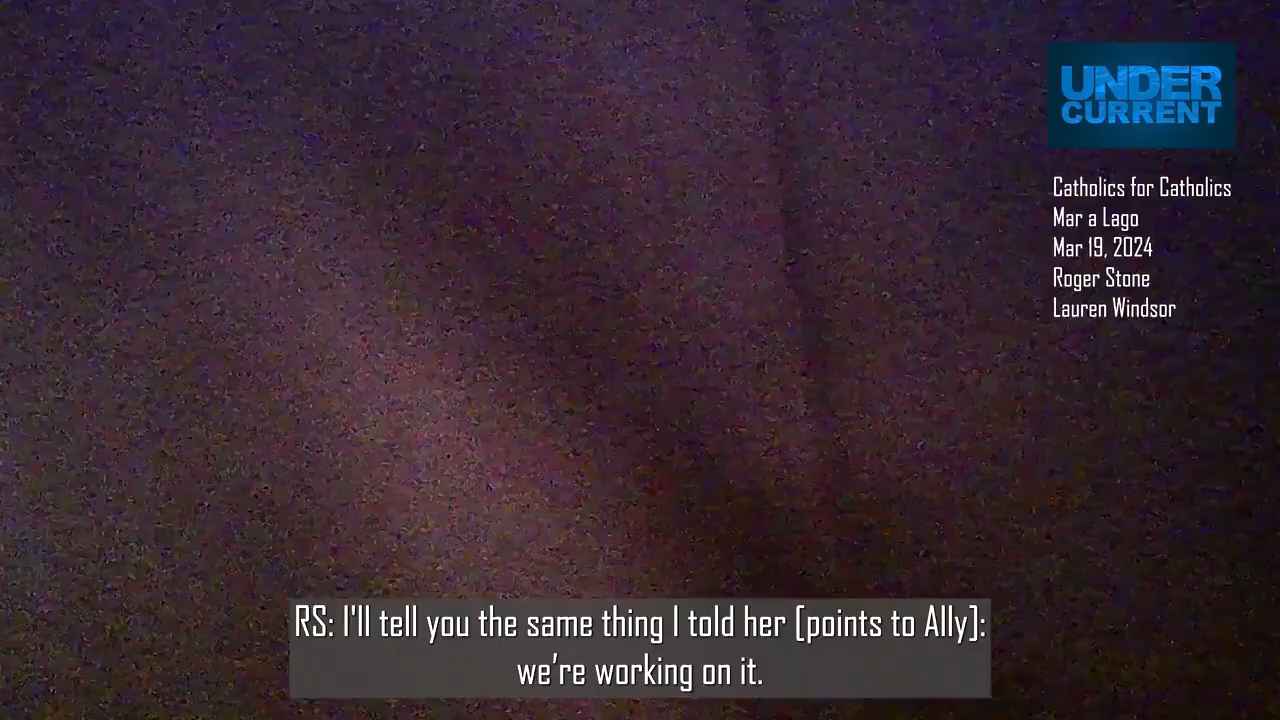 UNDER
CURRENT
Catholics for Catholics
Mar a Lago
Mar 19, 2024
Roger Stone
Lauren Windsor
RS: I'll tell you the same thing I told her [points to Ally]:
we're working on it.